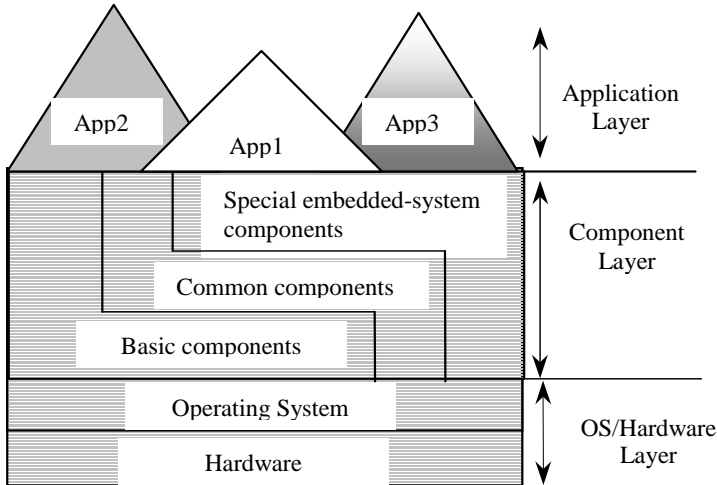 App2
App1
App3
Application
Layer
Special embedded-system
components
Common components
Basic components
Component
Layer
Operating System
Hardware
OS/Hardware
Layer